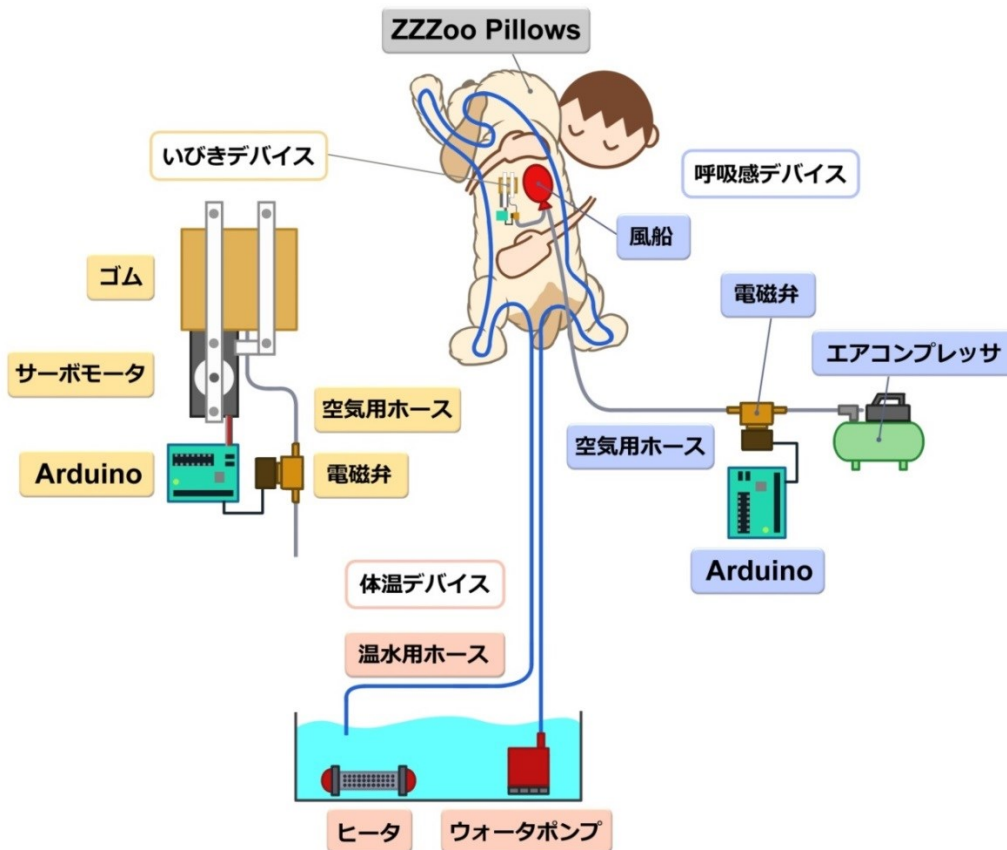 ZZZoo Pillows
いびきデバイス
呼吸感デバイス
風船
ゴム
電磁弁
サーボモータ
エアコンプレッサ
空気用ホース
空気用ホース
Arduino
電磁弁
Arduino
体温デバイス
温水用ホース
ヒータ
ウォータポンプ